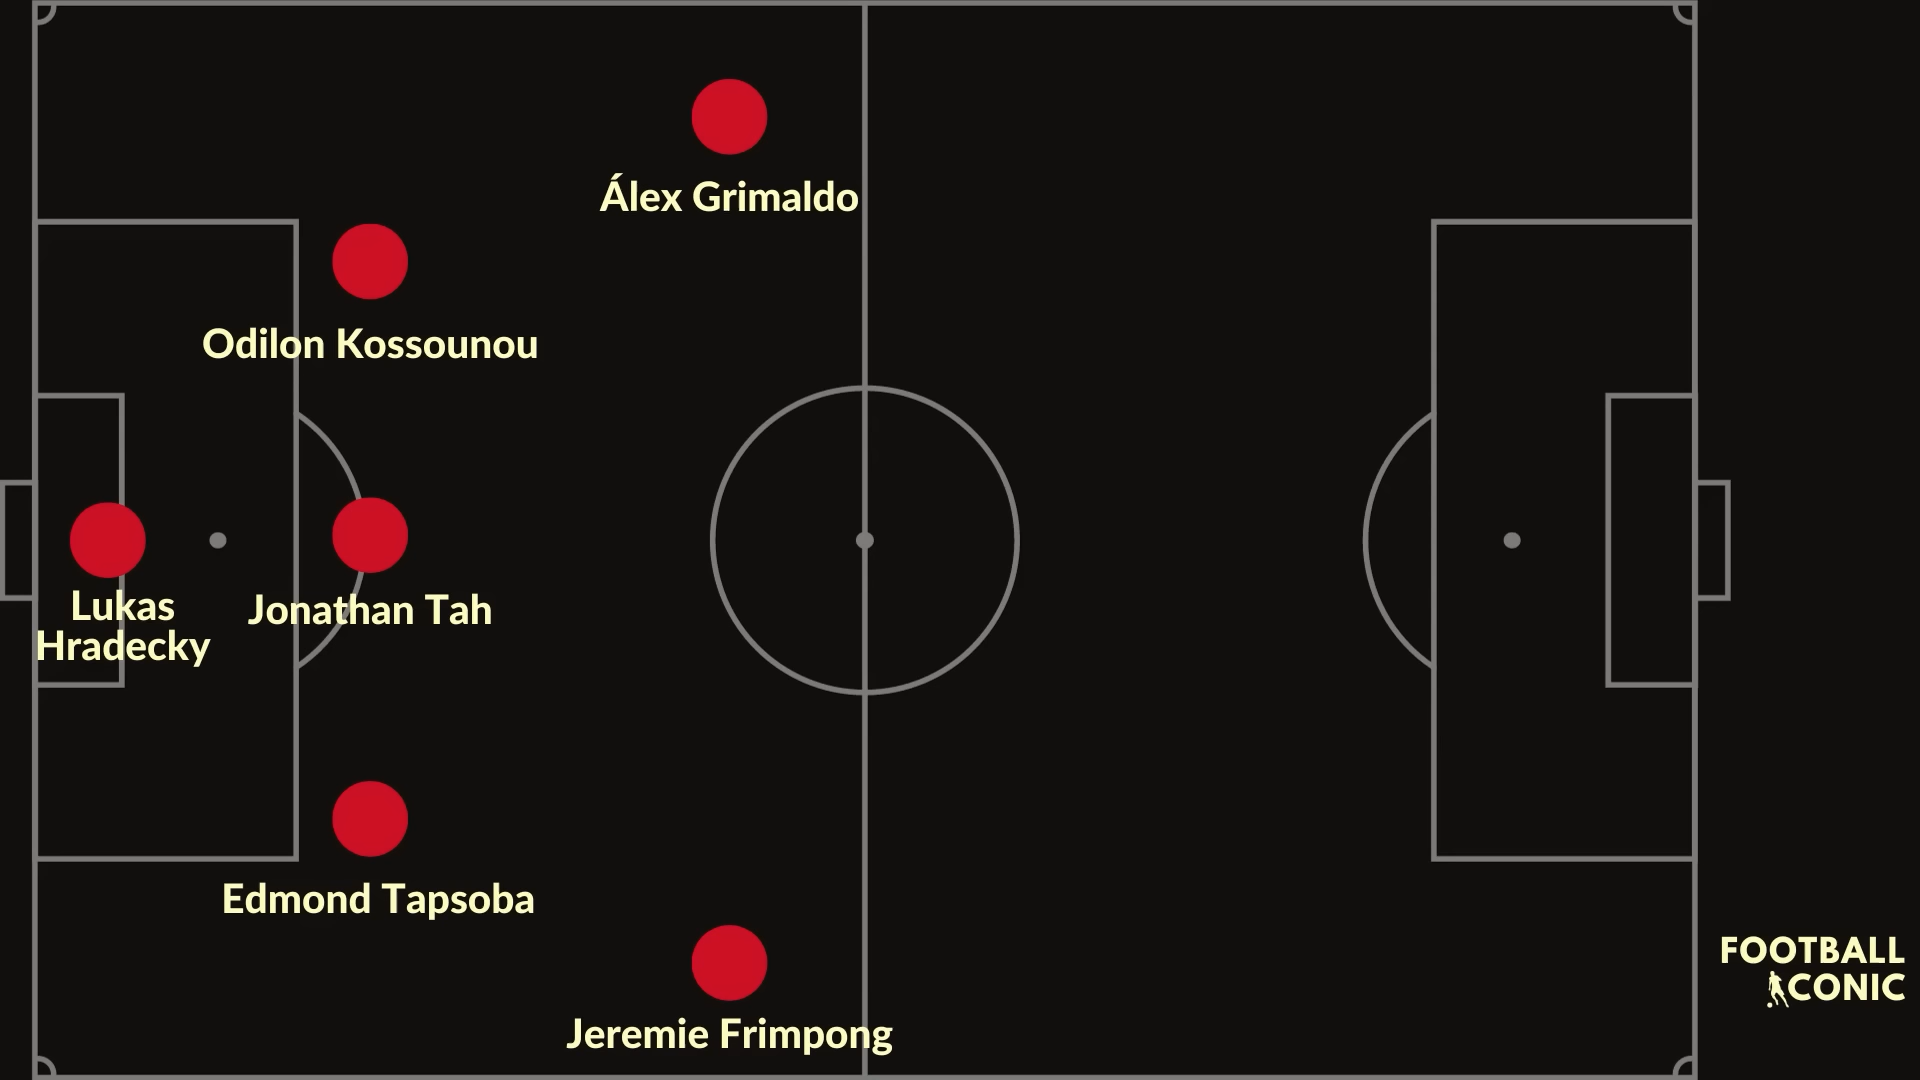 Álex Grimaldo
Odilon Kossounou
Lukas
Hradecky
Jonathan Tah
Edmond Tapsoba
Jeremie Frimpong
FOOTBALL
ICONIC